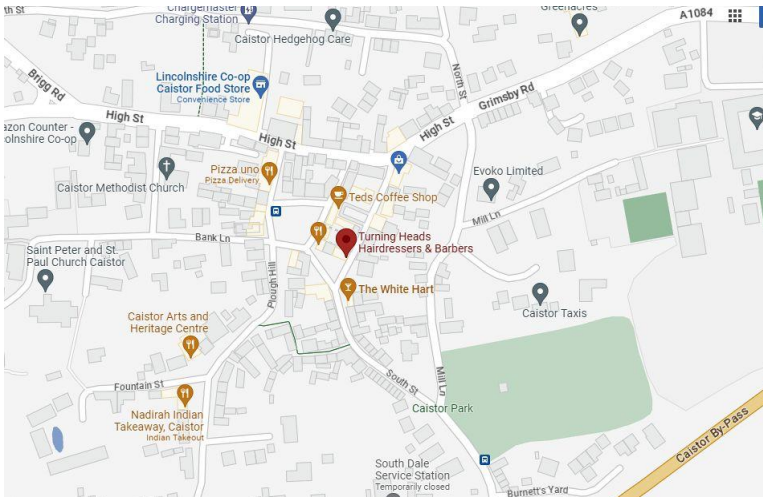 th St
Chargemaster
Charging Station
Greenacres
A1084
Caistor Hedgehog Care
North St
Brigg Rd
Lincolnshire Co-op
Caistor Food Store
Convenience Store
Grimsby Rd
High St
High St
High St
azon Counter -
olnshire Co-op
Pizza uno
Pizza Delivery
Evoko Limited
Caistor Methodist Church
Teds Coffee Shop
Mill Ln
Bank Ln
Turning Heads
Hairdressers & Barbers
Saint Peter and St.
Paul Church Caistor
Plough Hill
The White Hart
Caistor Taxis
Caistor Arts and
Heritage Centre
Fountain St
South St
Mill Ln
Caistor Park
Nadirah Indian
Takeaway, Caistor
Indian Takeout
Caistor By-Pass
South Dale
Service Station
Temporarily closed
Burnett's Yard